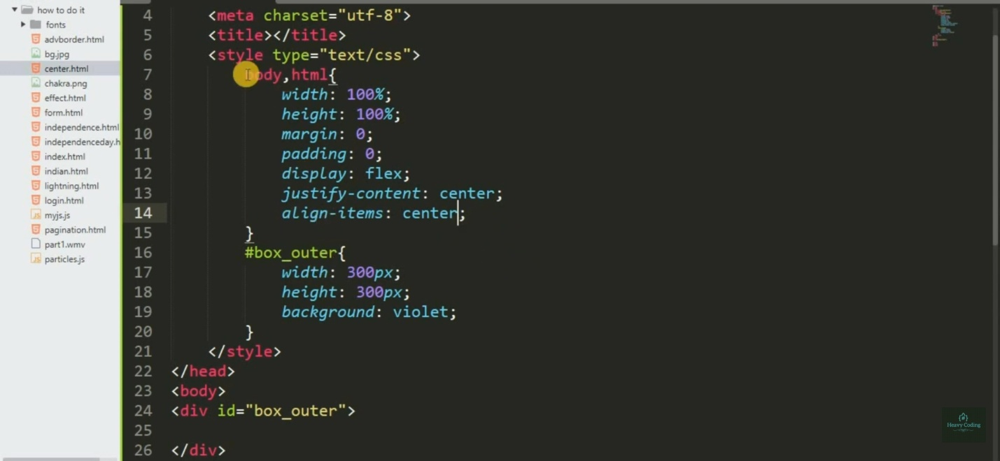 how to do it
fonts
advborder.html
bg.jpg
center.html
chakra.png
effect.html
form.html
independence.html
independenceday.h
index.html
indian.html
lightning.html
login.html
myjs.js
pagination.html
part1.wmv
particles.js
4 <meta charset="utf-8">
5 <title></title>
6 <style type="text/css">
7 body,html{
8 width: 100%;
9 height: 100%;
10 margin: 0;
11 padding: 0;
12 display: flex;
13 justify-content: center;
14 align-items: center;
15 }
16 #box_outer{
17 width: 300px;
18 height: 300px;
19 background: violet;
20 }
21 </style>
22 </head>
23 <body>
24 <div id="box_outer">
25
26 </div>
{#}
Heavy Coding